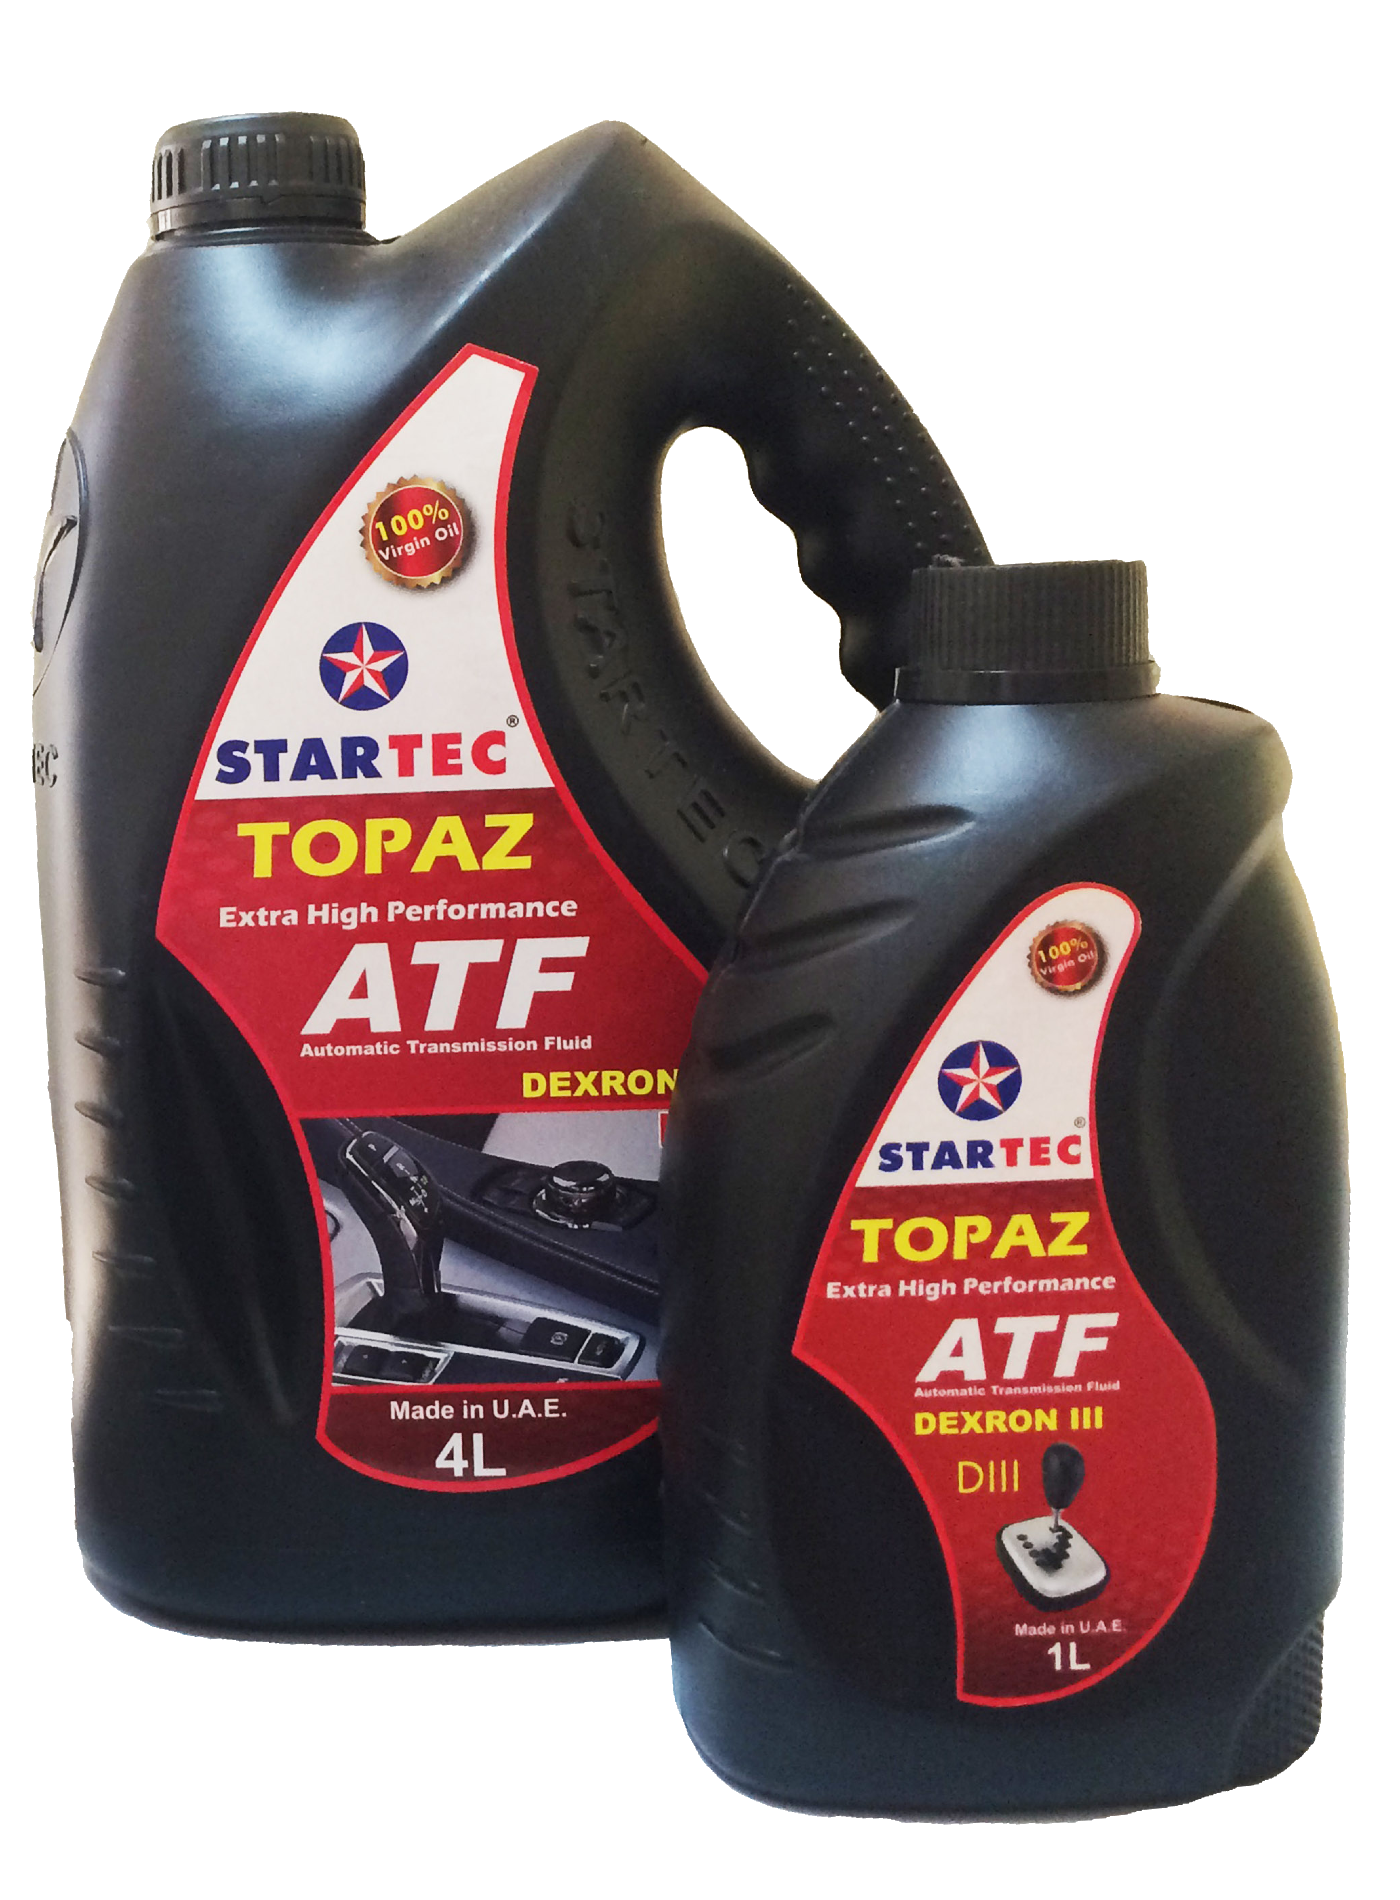 100%
Virgin Oil
STARTEC®
TOPAZ
Extra High Performance
ATF
Automatic Transmission Fluid
DEXRON
Made in U.A.E.
4L
STARTEC
EC
100%
Virgin Oil
STARTEC®
TOPAZ
Extra High Performance
ATF
Automatic Transmission Fluid
DEXRON III
DIII
Made in U.A.E.
1L